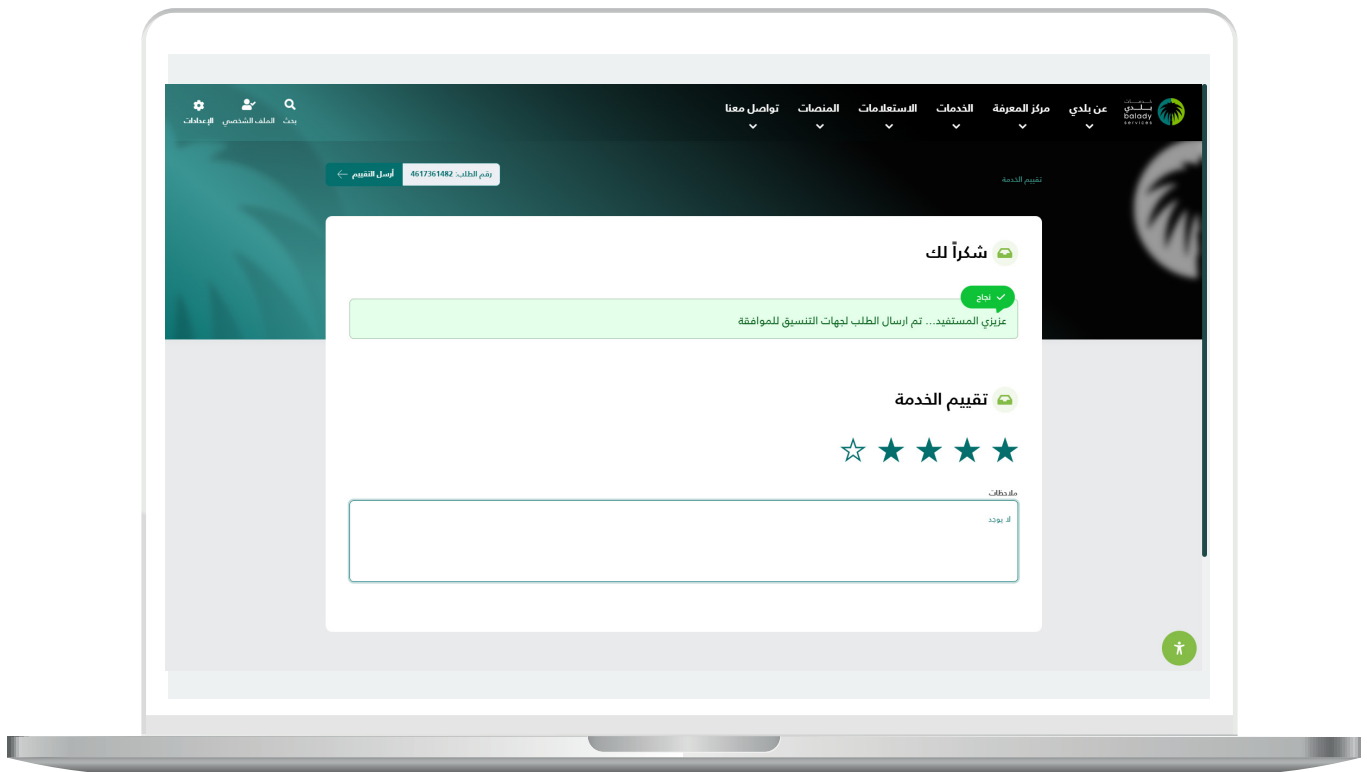 خدمات
بلدي
balady
services
عن بلدي
مركز المعرفة
الخدمات
الاستعلامات
المنصات
تواصل معنا
بحث
الملف الشخصي
الإعدادات
تقييم الخدمة
رقم الطلب: 4617361482
أرسل التقييم
شكراً لك
نجاح
عزيزي المستفيد... تم ارسال الطلب لجهات التنسيق للموافقة
تقييم الخدمة
ملاحظات
لا يوجد